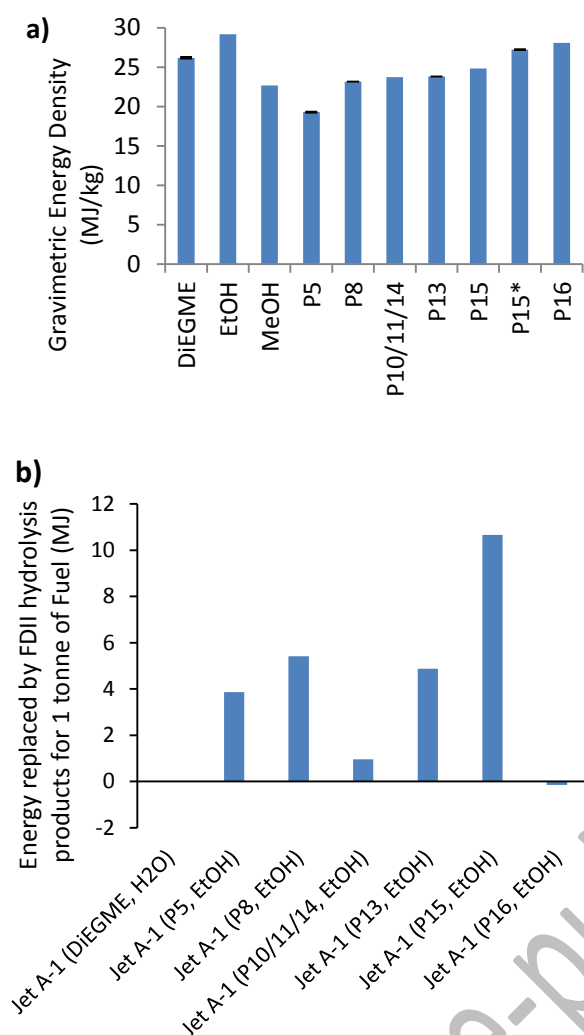 a)
Gravimetric Energy Density
(MJ/kg)
30
25
20
15
10
5
0
DiEGME
EtOH
MeOH
P5
P8
P10/11/14
P13
P15
P15*
P16
b)
Energy replaced by FDII hydrolysis
products for 1 tonne of Fuel (MJ)
12
10
8
6
4
2
0
-2
Jet A-1 (DiEGME, H2O)
Jet A-1 (P5, EtOH)
Jet A-1 (P8, EtOH)
Jet A-1 (P10/11/14, EtOH)
Jet A-1 (P13, EtOH)
Jet A-1 (P15, EtOH)
Jet A-1 (P16, EtOH)